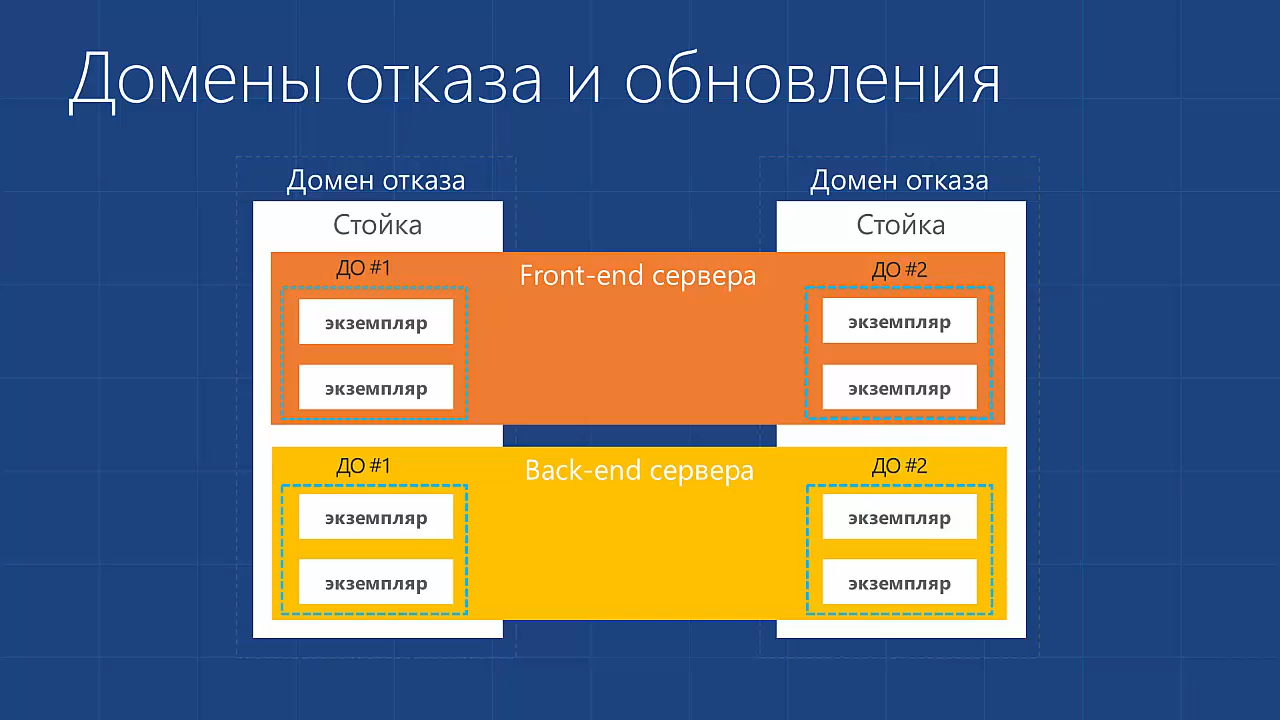 Домены отказа и обновления
Домен отказа
Домен отказа
Стойка
Стойка
ДО #1
Front-end сервера
ДО #2
экземпляр
экземпляр
экземпляр
экземпляр
ДО #1
Back-end сервера
ДО #2
экземпляр
экземпляр
экземпляр
экземпляр